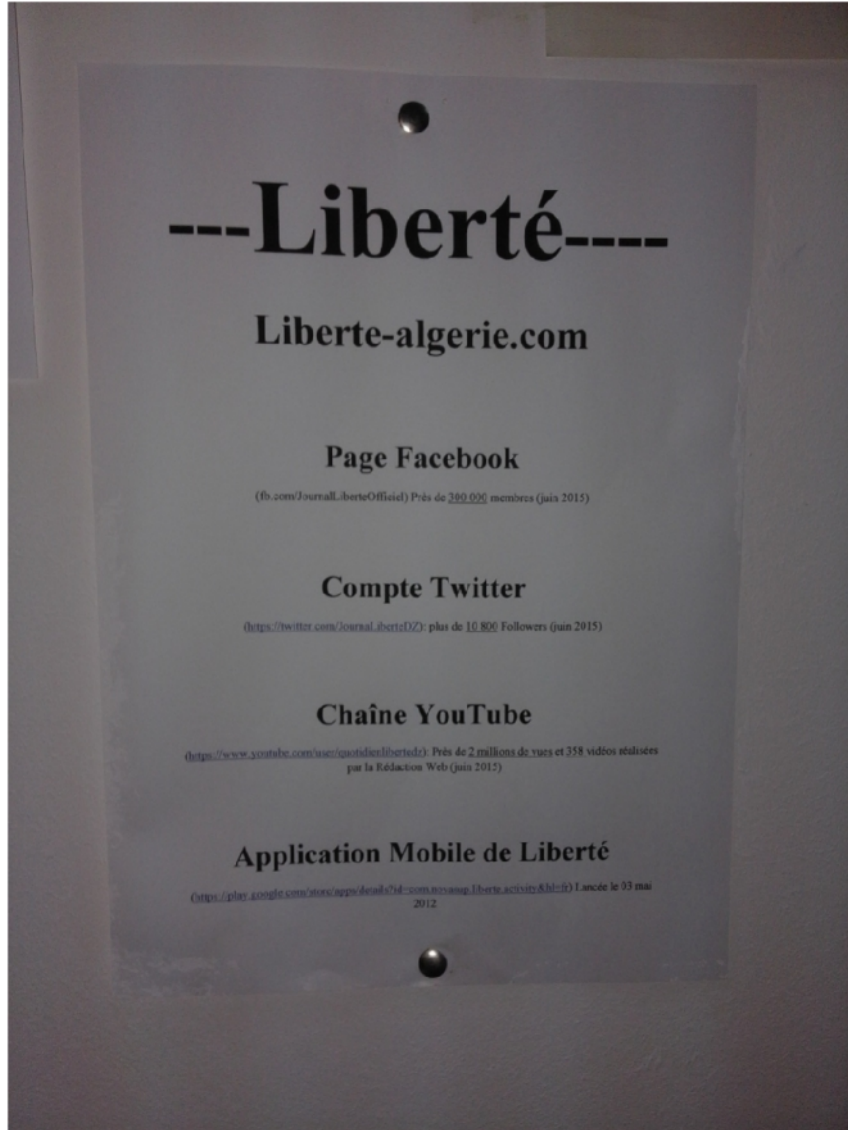 ---Liberté----
Liberte-algerie.com
Page Facebook
(fb.com/JournalLiberteOfficiel) Près de 300 000 membres (juin 2015)
Compte Twitter
(https://twitter.com/JournaLiberteDZ): plus de 10 800 Followers (juin 2015)
Chaîne YouTube
(https://www.youtube.com/user/quotidienlibertedz): Près de 2 millions de vues et 358 vidéos réalisées
par la Rédaction Web (juin 2015)
Application Mobile de Liberté
Lancée le 03 mai
2012